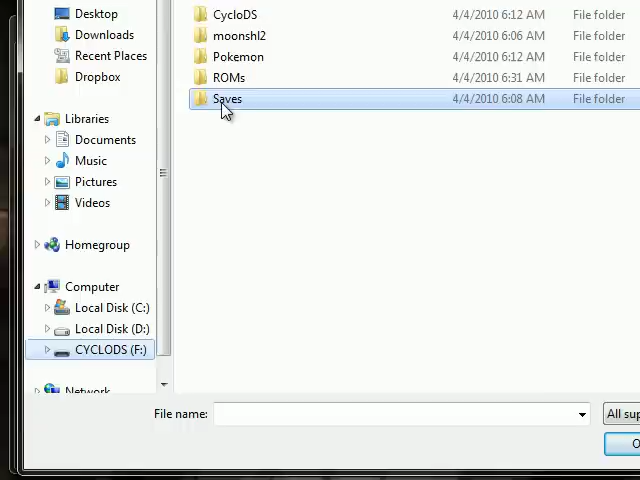 Desktop
Downloads
Recent Places
Dropbox
Libraries
Documents
Music
Pictures
Videos
Homegroup
Computer
Local Disk (C:)
Local Disk (D:)
CYCLODS (F:)
Network
CycloDS 4/4/2010 6:12 AM File folder
moonshl2 4/4/2010 6:06 AM File folder
Pokemon 4/4/2010 6:12 AM File folder
ROMs 4/4/2010 6:31 AM File folder
Saves 4/4/2010 6:08 AM File folder
File name:
All sup
O